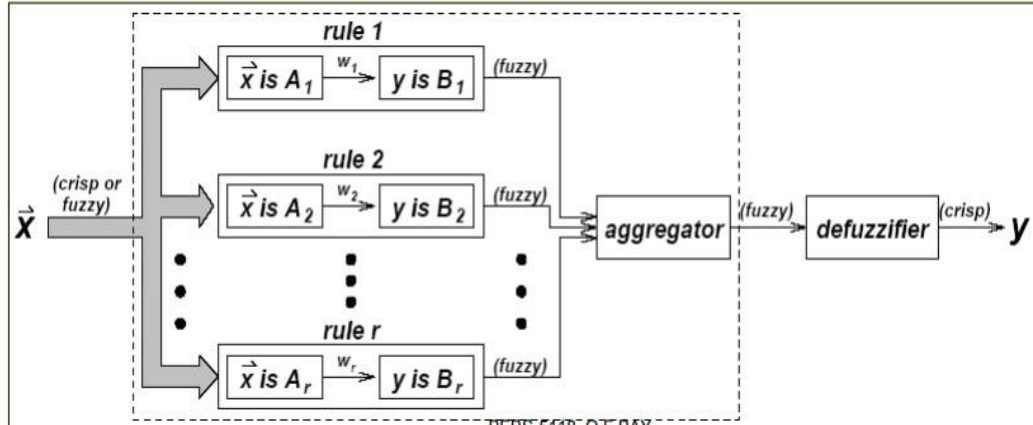 rule 1
x⃗ is A₁
w₁
y is B₁
(fuzzy)
rule 2
(crisp or
fuzzy)
x⃗
x⃗ is A₂
w₂
y is B₂
(fuzzy)
aggregator
(fuzzy)
defuzzifier
(crisp)
y
rule r
x⃗ is Aᵣ
wᵣ
y is Bᵣ
(fuzzy)